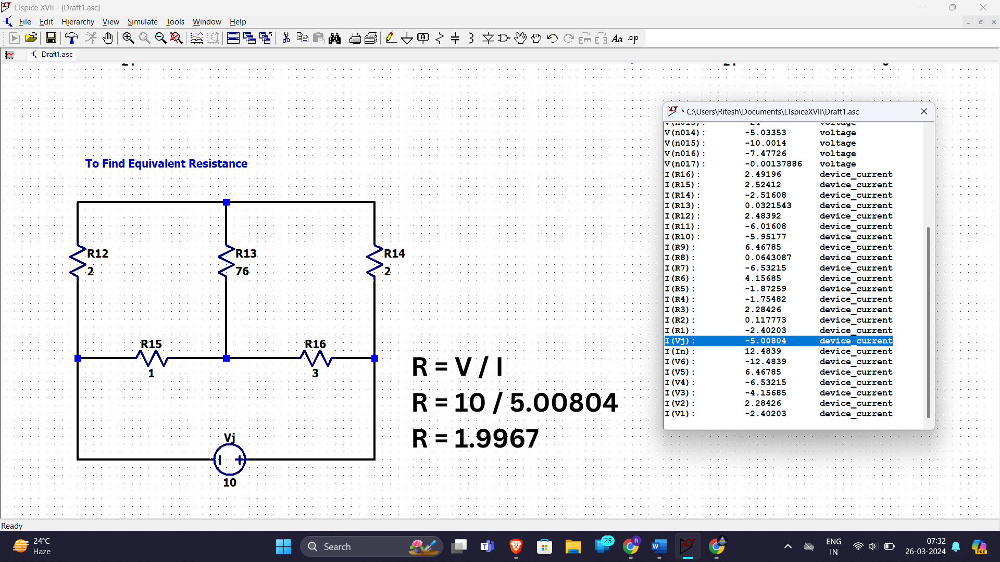 LTspice XVII - [Draft1.asc]
File Edit Hierarchy View Simulate Tools Window Help
Draft1.asc
To Find Equivalent Resistance
R12
2
R13
76
R14
2
R15
1
R16
3
Vj
10
R = V / I
R = 10 / 5.00804
R = 1.9967
* C:\Users\Ritesh\Documents\LTspiceXVII\Draft1.asc
V(n014): -5.03353 voltage
V(n015): -10.0014 voltage
V(n016): -7.47726 voltage
V(n017): -0.00137886 voltage
I(R16): 2.49196 device_current
I(R15): 2.52412 device_current
I(R14): -2.51608 device_current
I(R13): 0.0321543 device_current
I(R12): 2.48392 device_current
I(R11): -6.01608 device_current
I(R10): -5.95177 device_current
I(R9): 6.46785 device_current
I(R8): 0.0643087 device_current
I(R7): -6.53215 device_current
I(R6): 4.15685 device_current
I(R5): -1.87259 device_current
I(R4): -1.75482 device_current
I(R3): 2.28426 device_current
I(R2): 0.117773 device_current
I(R1): -2.40203 device_current
I(Vj): -5.00804 device_current
I(In): 12.4839 device_current
I(V6): -12.4839 device_current
I(V5): 6.46785 device_current
I(V4): -6.53215 device_current
I(V3): -4.15685 device_current
I(V2): 2.28426 device_current
I(V1): -2.40203 device_current
Ready
24°C
Haze
Search
25
ENG
IN
07:32
26-03-2024
PRE